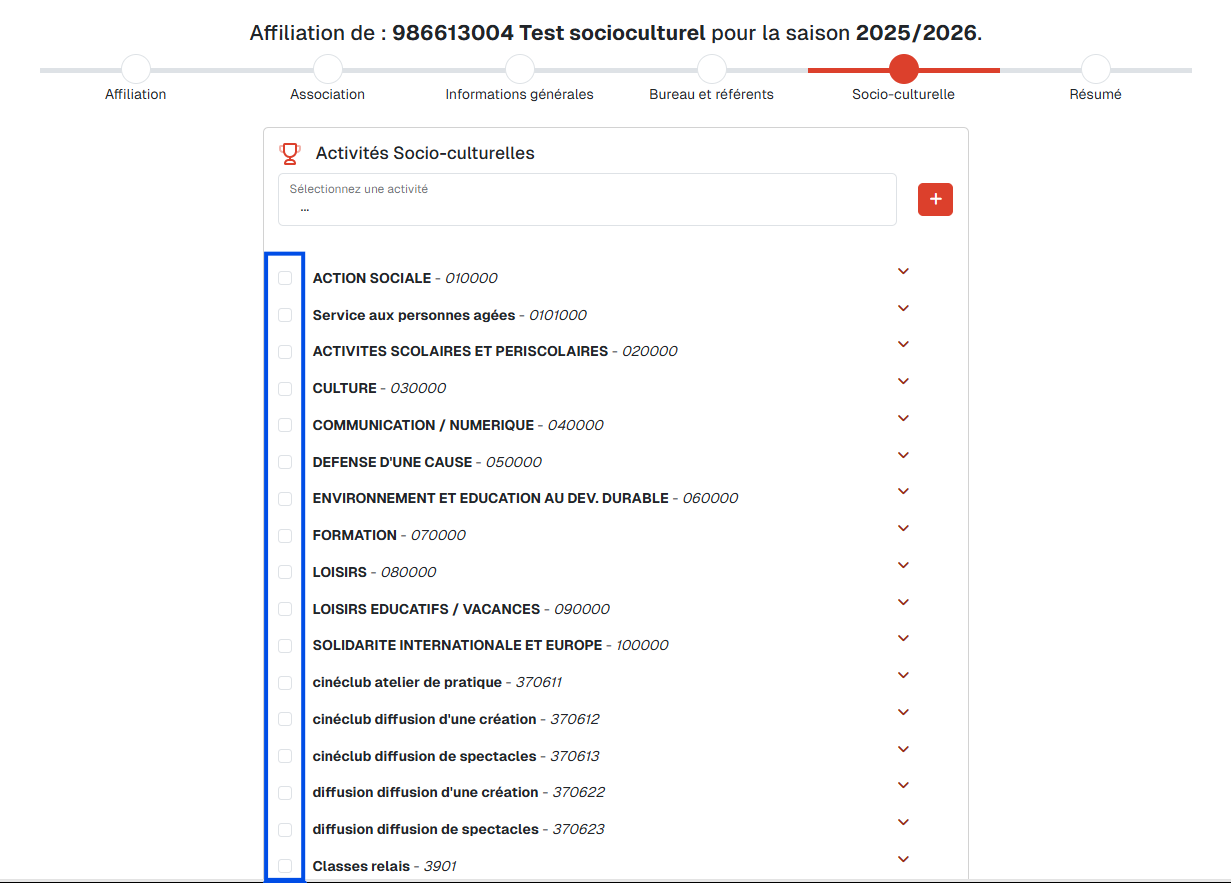 Affiliation de : 986613004 Test socioculturel pour la saison 2025/2026.
Affiliation
Association
Informations générales
Bureau et référents
Socio-culturelle
Résumé
Activités Socio-culturelles
Sélectionnez une activité
...
+
ACTION SOCIALE - 010000
Service aux personnes agées - 0101000
ACTIVITES SCOLAIRES ET PERISCOLAIRES - 020000
CULTURE - 030000
COMMUNICATION / NUMERIQUE - 040000
DEFENSE D'UNE CAUSE - 050000
ENVIRONNEMENT ET EDUCATION AU DEV. DURABLE - 060000
FORMATION - 070000
LOISIRS - 080000
LOISIRS EDUCATIFS / VACANCES - 090000
SOLIDARITE INTERNATIONALE ET EUROPE - 100000
cinéclub atelier de pratique - 370611
cinéclub diffusion d'une création - 370612
cinéclub diffusion de spectacles - 370613
diffusion diffusion d'une création - 370622
diffusion diffusion de spectacles - 370623
Classes relais - 3901